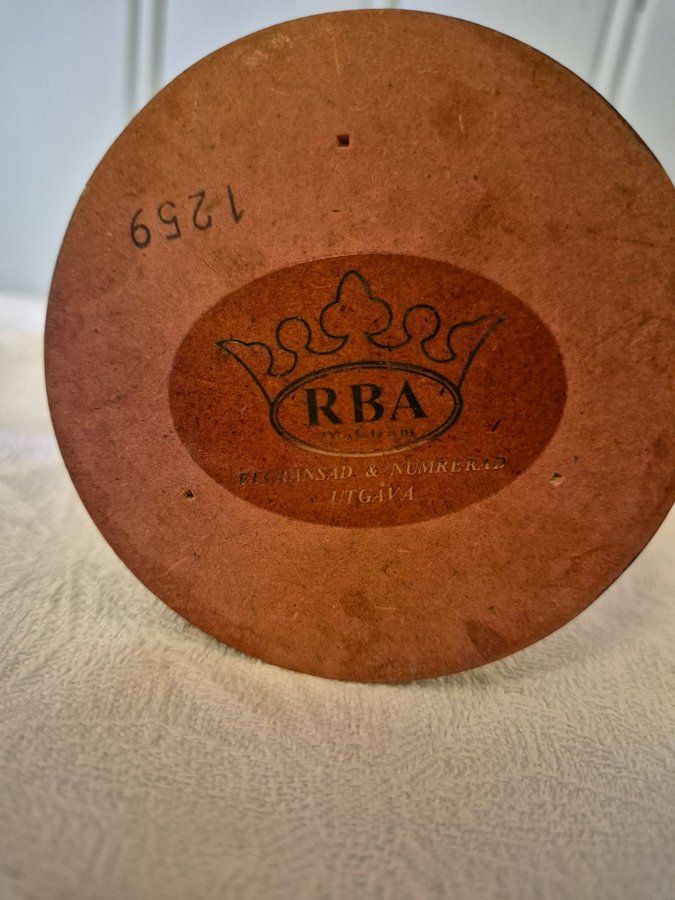 1259
RBA
BEGRÄNSAD & NUMRERAD
UTGÅVA